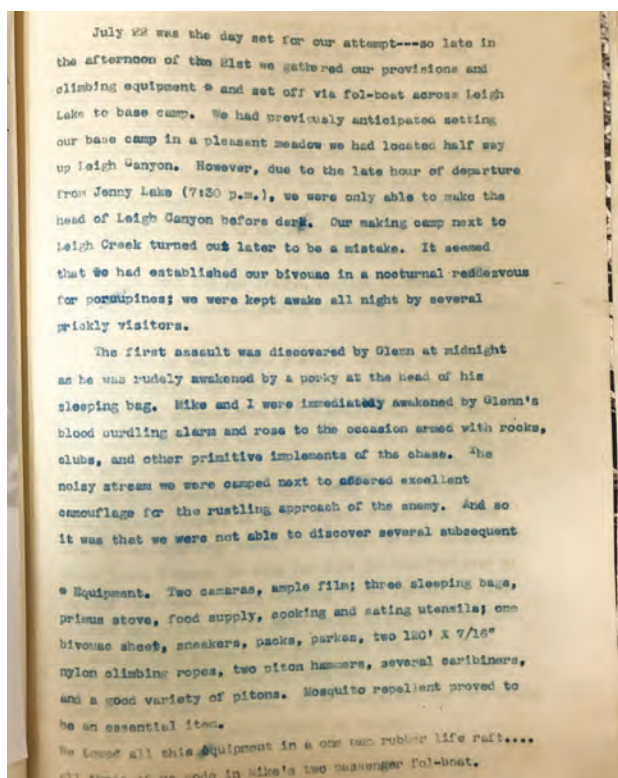 July 22 was the day set for our attempt---so late in
the afternoon of the 21st we gathered our provisions and
climbing equipment * and set off via fol-boat across Leigh
Lake to base camp. We had previously anticipated setting
our base camp in a pleasant meadow we had located half way
up Leigh Canyon. However, due to the late hour of departure
from Jenny Lake (7:30 p.m.), we were only able to make the
head of Leigh Canyon before dark. Our making camp next to
Leigh Creek turned out later to be a mistake. It seemed
that we had established our bivouac in a nocturnal reddezvous
for porcupines; we were kept awake all night by several
prickly visitors.
The first assault was discovered by Glenn at midnight
as he was rudely awakened by a porky at the head of his
sleeping bag. Mike and I were immediately awakened by Glenn's
blood curdling alarm and rose to the occasion armed with rocks,
clubs, and other primitive implements of the chase. The
noisy stream we were camped next to offered excellent
camouflage for the rustling approach of the enemy. And so
it was that we were not able to discover several subsequent
* Equipment. Two cameras, ample film; three sleeping bags,
primus stove, food supply, cooking and eating utensils; one
bivouac sheet, sneakers, packs, parkas, two 120' X 7/16"
nylon climbing ropes, two piton hammers, several caribiners,
and a good variety of pitons. Mosquito repellent proved to
be an essential item.
We towed all this equipment in a one man rubber life raft....
all three of us rode in Mike's two passenger fol-boat.